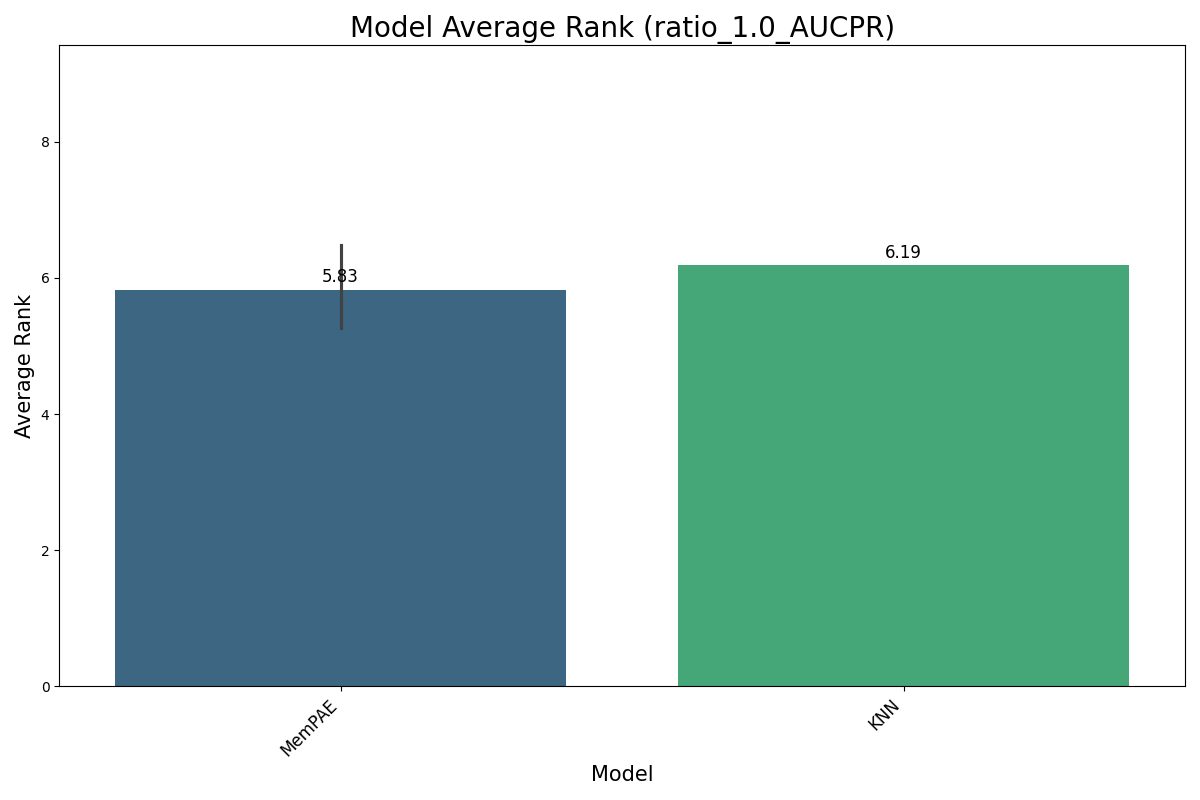 Model Average Rank (ratio_1.0_AUCPR)
Average Rank
8
6
4
2
0
5.83
6.19
MemPAE
KNN
Model